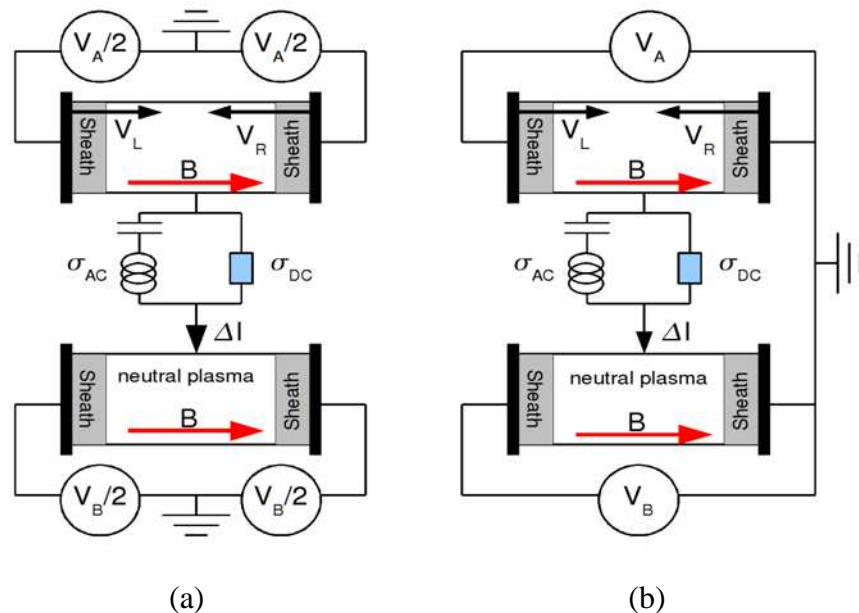 V_A/2 V_A/2 V_A
Sheath V_L V_R Sheath Sheath V_L V_R Sheath
B B
σ_AC σ_DC σ_AC σ_DC
ΔI ΔI
Sheath neutral plasma Sheath Sheath neutral plasma Sheath
B B
V_B/2 V_B/2 V_B
(a) (b)